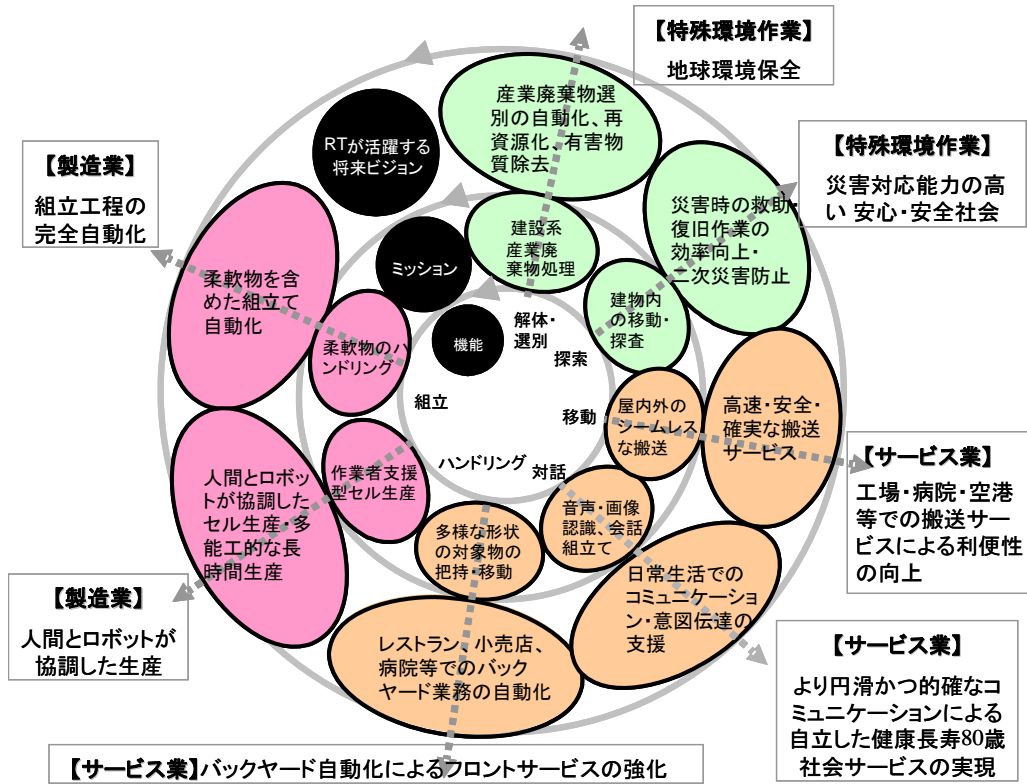 【特殊環境作業】
地球環境保全
産業廃棄物選
別の自動化、再
資源化、有害物
質除去
RTが活躍する
将来ビジョン
【製造業】
組立工程の
完全自動化
【特殊環境作業】
災害対応能力の高
い 安心・安全社会
災害時の救助・
復旧作業の
効率向上・
二次災害防止
建設系
産業廃
棄物処理
ミッション
柔軟物を含
めた組立て
自動化
建物内
の移動・
探査
解体・
選別
機能
柔軟物のハ
ンドリング
探索
組立
移動
屋内外の
シームレス
な搬送
高速・安全・
確実な搬送
サービス
ハンドリング
対話
【サービス業】
工場・病院・空港
等での搬送サー
ビスによる利便性
の向上
人間とロボッ
トが協調した
セル生産・多
能工的な長
時間生産
作業者支援
型セル生産
音声・画像
認識、会話
組立て
多様な形状
の対象物の
把持・移動
日常生活での
コミュニケーショ
ン・意図伝達の
支援
【製造業】
人間とロボットが
協調した生産
レストラン、小売店、
病院等でのバック
ヤード業務の自動化
【サービス業】
より円滑かつ的確なコ
ミュニケーションによる
自立した健康長寿80歳
社会サービスの実現
【サービス業】バックヤード自動化によるフロントサービスの強化